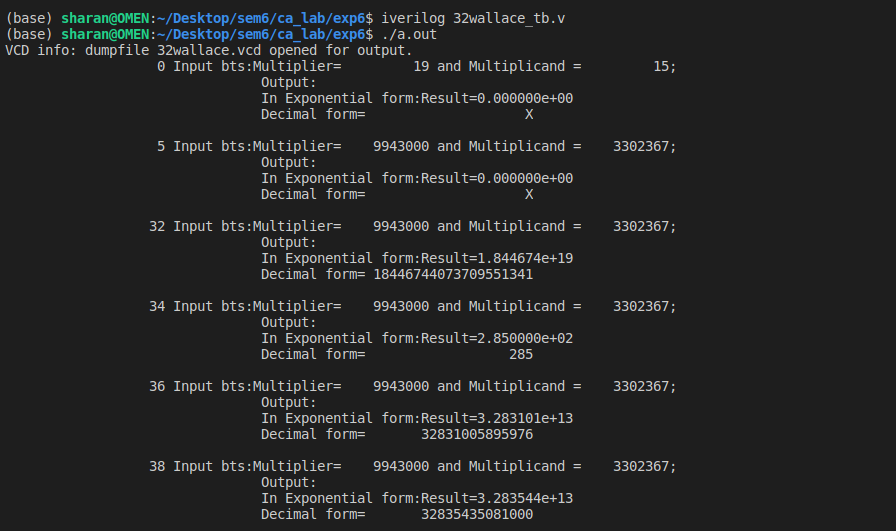 (base) sharan@OMEN:~/Desktop/sem6/ca_lab/exp6$ iverilog 32wallace_tb.v
(base) sharan@OMEN:~/Desktop/sem6/ca_lab/exp6$ ./a.out
VCD info: dumpfile 32wallace.vcd opened for output.
                   0 Input bts:Multiplier=         19 and Multiplicand =         15;
                                Output:
                                In Exponential form:Result=0.000000e+00
                                Decimal form=                    X

                   5 Input bts:Multiplier=    9943000 and Multiplicand =    3302367;
                                Output:
                                In Exponential form:Result=0.000000e+00
                                Decimal form=                    X

                  32 Input bts:Multiplier=    9943000 and Multiplicand =    3302367;
                                Output:
                                In Exponential form:Result=1.844674e+19
                                Decimal form= 18446744073709551341

                  34 Input bts:Multiplier=    9943000 and Multiplicand =    3302367;
                                Output:
                                In Exponential form:Result=2.850000e+02
                                Decimal form=                  285

                  36 Input bts:Multiplier=    9943000 and Multiplicand =    3302367;
                                Output:
                                In Exponential form:Result=3.283101e+13
                                Decimal form=       32831005895976

                  38 Input bts:Multiplier=    9943000 and Multiplicand =    3302367;
                                Output:
                                In Exponential form:Result=3.283544e+13
                                Decimal form=       32835435081000